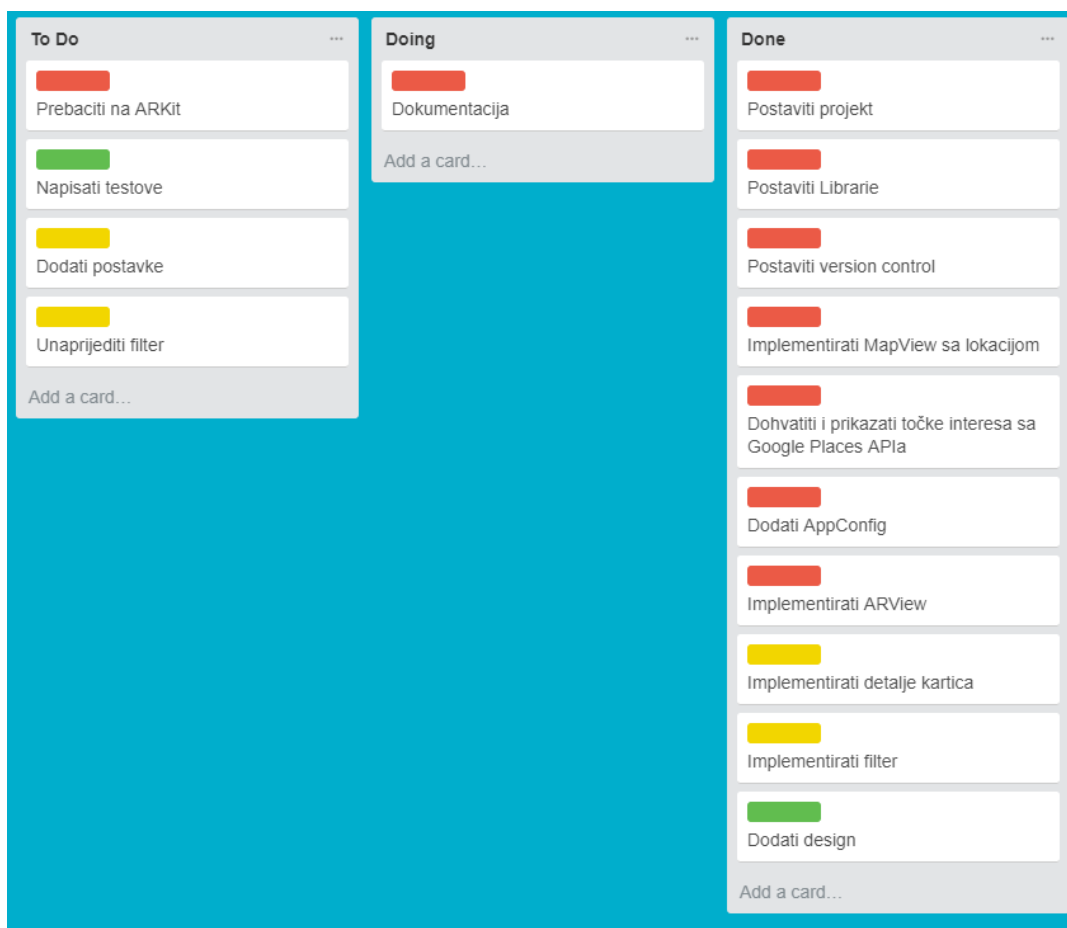 To Do
Prebaciti na ARKit
Napisati testove
Dodati postavke
Unaprijediti filter
Add a card...
Doing
Dokumentacija
Add a card...
Done
Postaviti projekt
Postaviti Librarie
Postaviti version control
Implementirati MapView sa lokacijom
Dohvatiti i prikazati točke interesa sa
Google Places APIa
Dodati AppConfig
Implementirati ARView
Implementirati detalje kartica
Implementirati filter
Dodati design
Add a card...